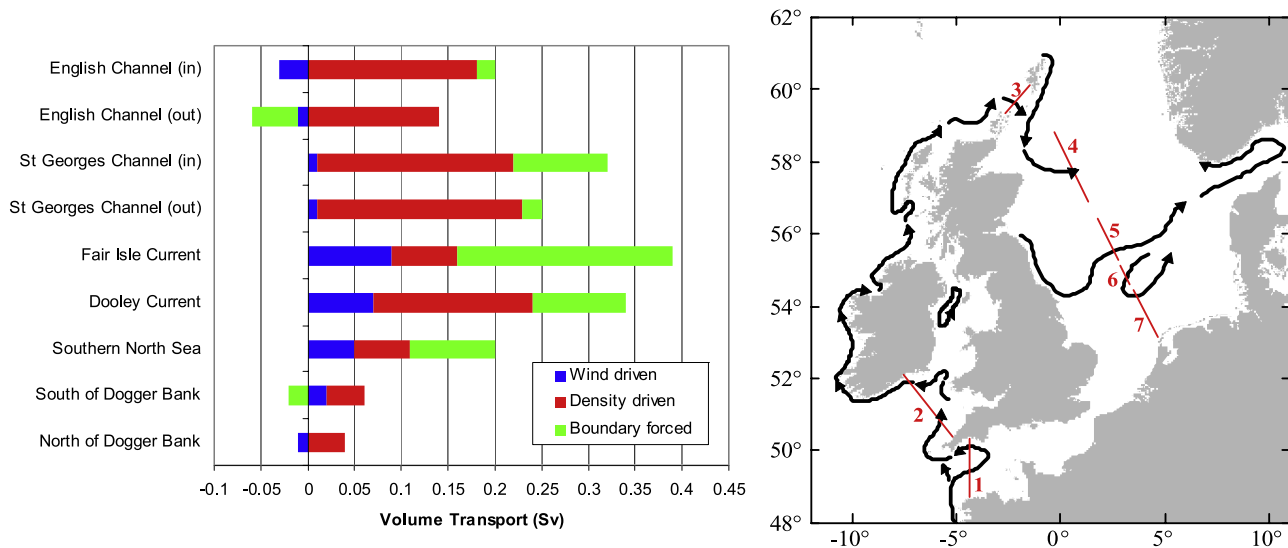 English Channel (in)
English Channel (out)
St Georges Channel (in)
St Georges Channel (out)
Fair Isle Current
Dooley Current
Southern North Sea
South of Dogger Bank
North of Dogger Bank
Wind driven
Density driven
Boundary forced
-0.1 -0.05 0 0.05 0.1 0.15 0.2 0.25 0.3 0.35 0.4 0.45
Volume Transport (Sv)
62°
60°
58°
56°
54°
52°
50°
48°
3
4
5
6
7
2
1
-10° -5° 0° 5° 10°